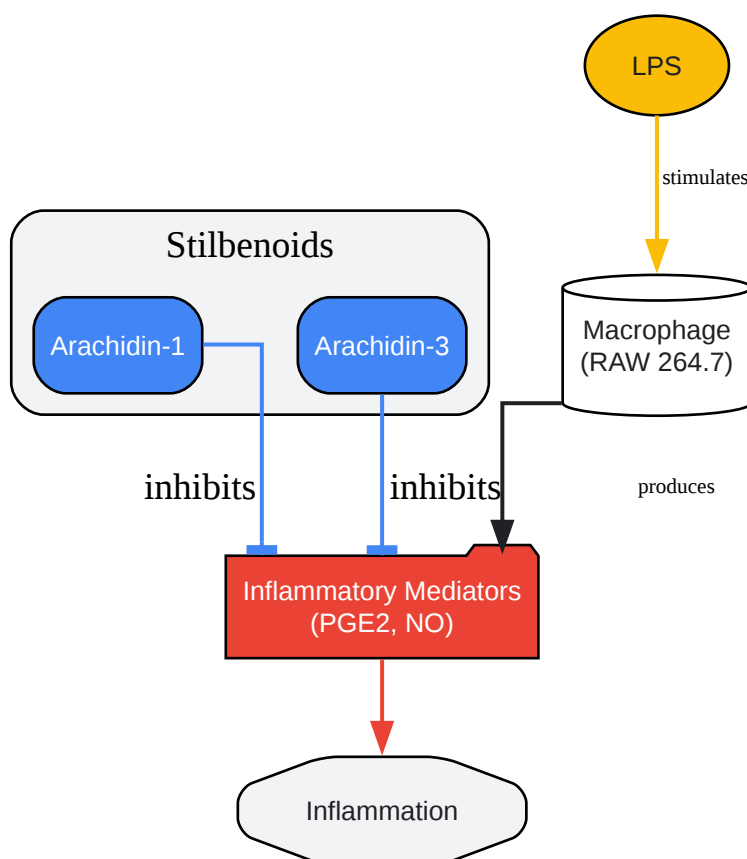 LPS
stimulates
Stilbenoids
Arachidin-1
Arachidin-3
Macrophage
(RAW 264.7)
inhibits
inhibits
produces
Inflammatory Mediators
(PGE2, NO)
Inflammation